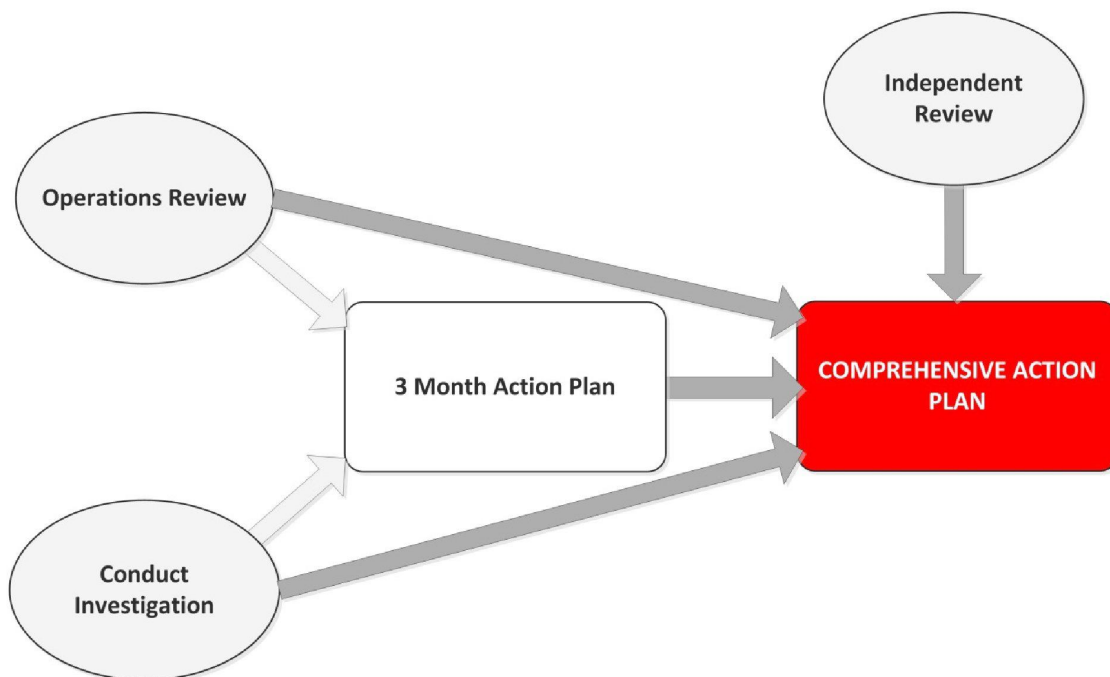 Independent
Review
Operations Review
3 Month Action Plan
COMPREHENSIVE ACTION
PLAN
Conduct
Investigation